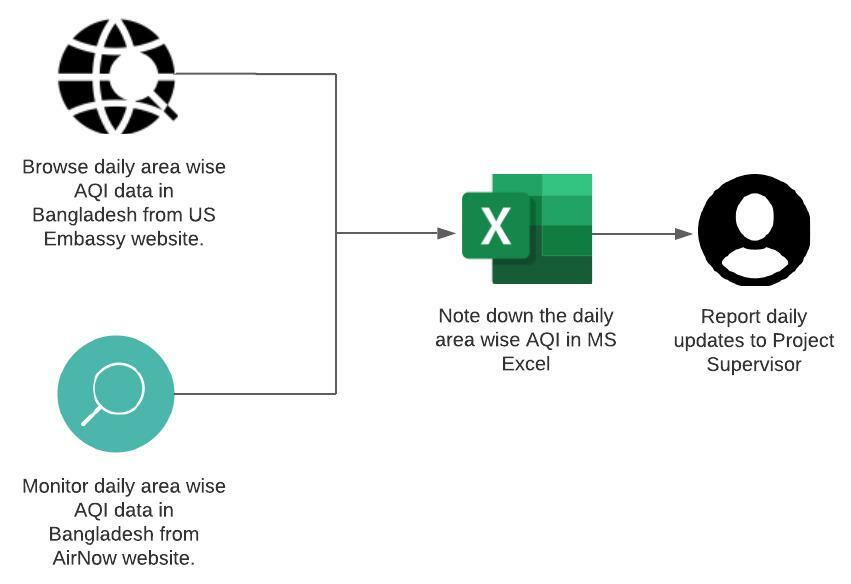 Browse daily area wise
AQI data in
Bangladesh from US
Embassy website.
X
Note down the daily
area wise AQI in MS
Excel
Report daily
updates to Project
Supervisor
Monitor daily area wise
AQI data in
Bangladesh from
AirNow website.